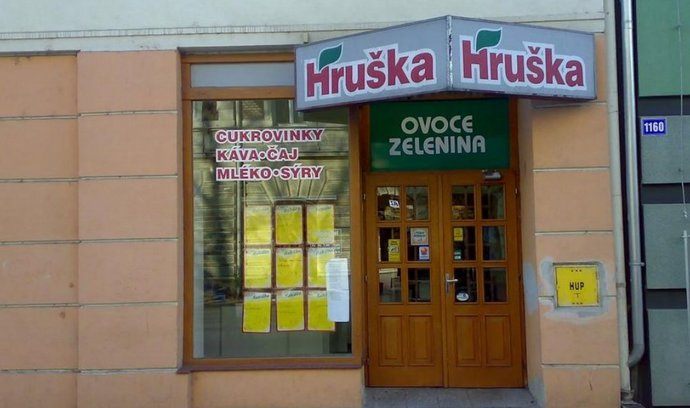 Hruška
Hruška
OVOCE
ZELENINA
CUKROVINKY
KÁVA·ČAJ
MLÉKO·SÝRY
1160
HUP